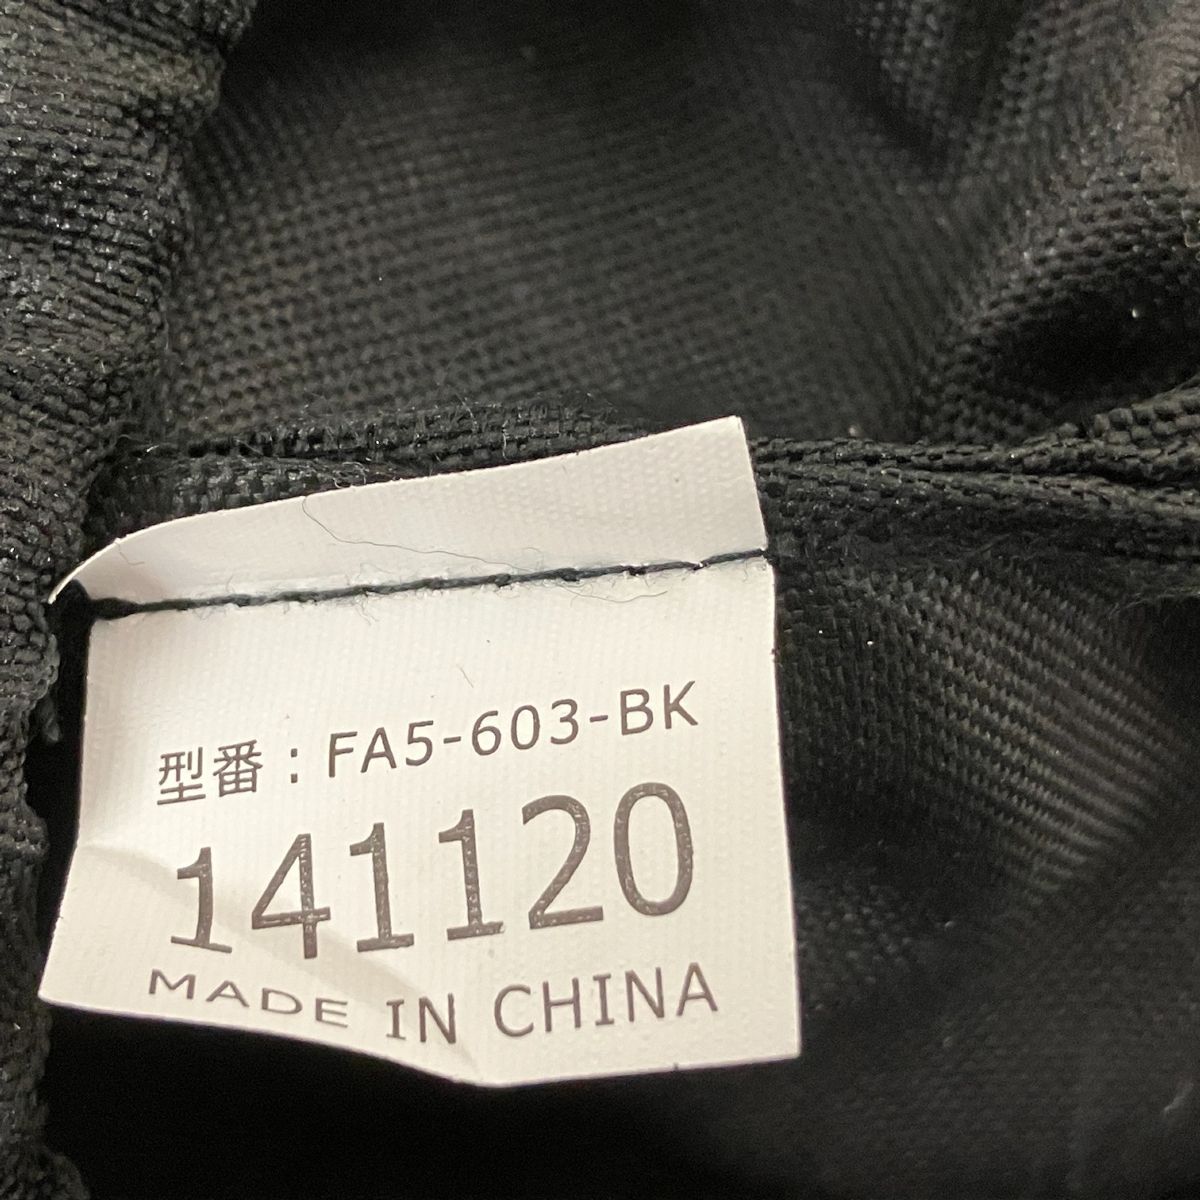 型番：FA5-603-BK
141120
MADE IN CHINA